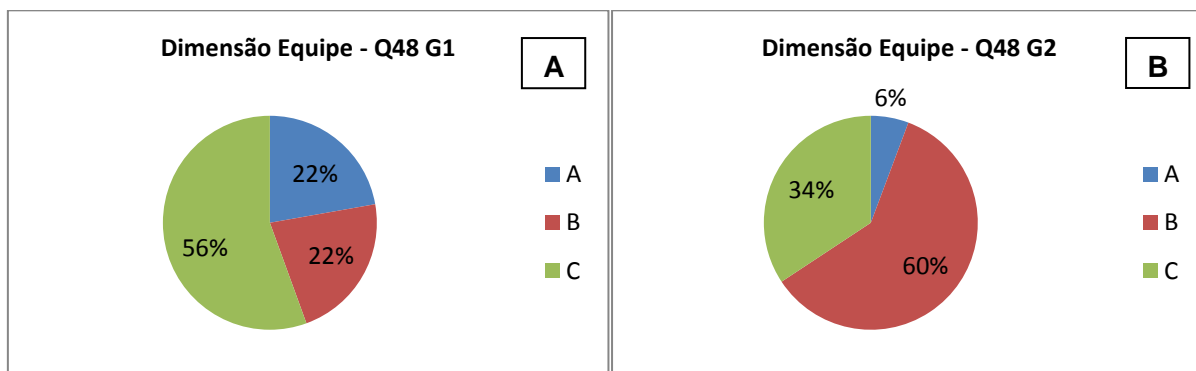 Dimensão Equipe - Q48 G1
A
22%
22%
56%
A
B
C
Dimensão Equipe - Q48 G2
B
6%
34%
60%
A
B
C